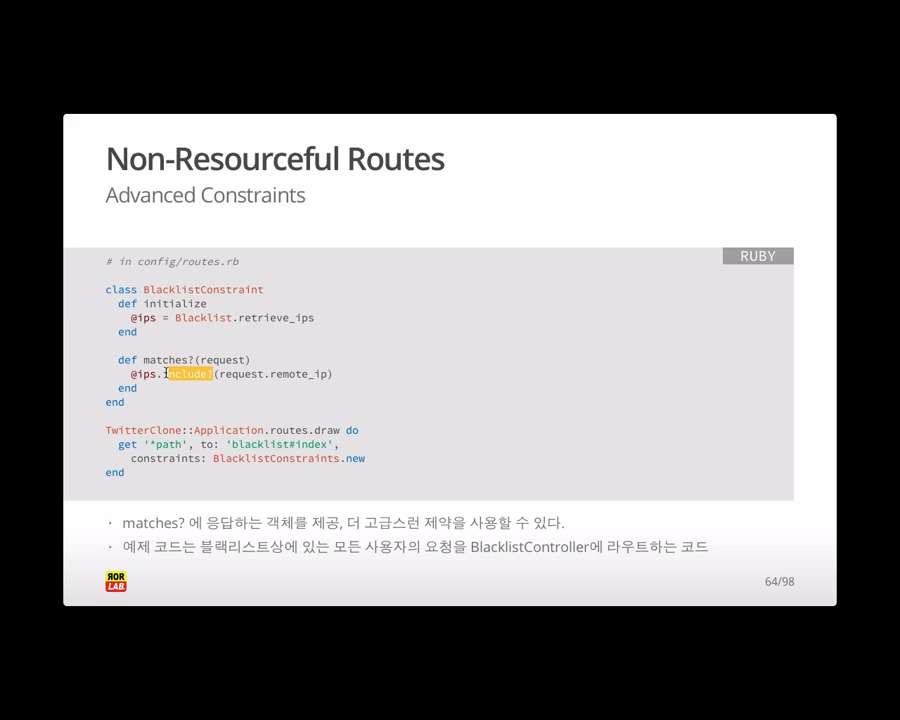 Non-Resourceful Routes
Advanced Constraints
RUBY
# in config/routes.rb
class BlacklistConstraint
def initialize
@ips = Blacklist.retrieve_ips
end
def matches?(request)
@ips.include?(request.remote_ip)
end
end
TwitterClone::Application.routes.draw do
get '*path', to: 'blacklist#index',
constraints: BlacklistConstraints.new
end
· matches? 에 응답하는 객체를 제공, 더 고급스런 제약을 사용할 수 있다.
· 예제 코드는 블랙리스트상에 있는 모든 사용자의 요청을 BlacklistController에 라우트하는 코드
ROR
LAB.
64/98